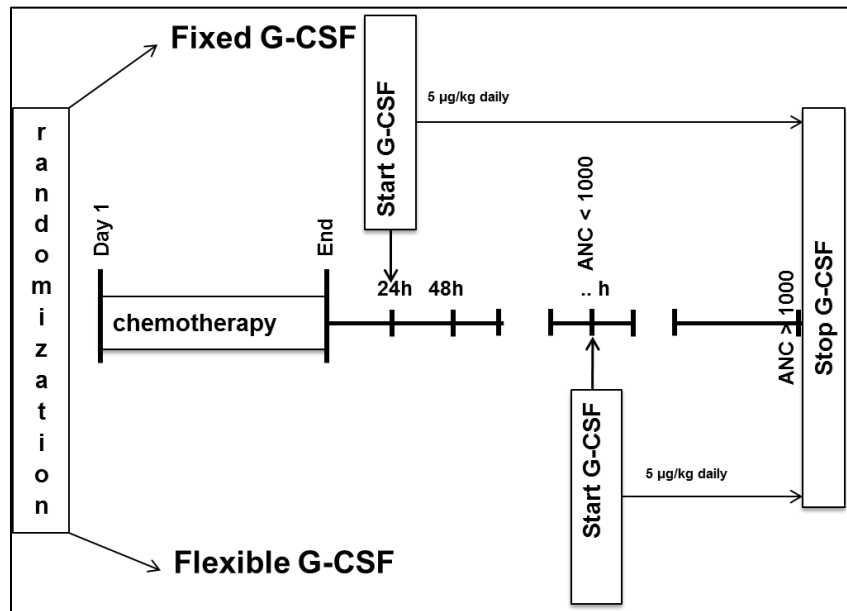 Fixed G-CSF
randomization
Day 1
chemotherapy
End
Start G-CSF
5 µg/kg daily
24h
48h
ANC < 1000
.. h
Start G-CSF
5 µg/kg daily
ANC > 1000
Stop G-CSF
Flexible G-CSF